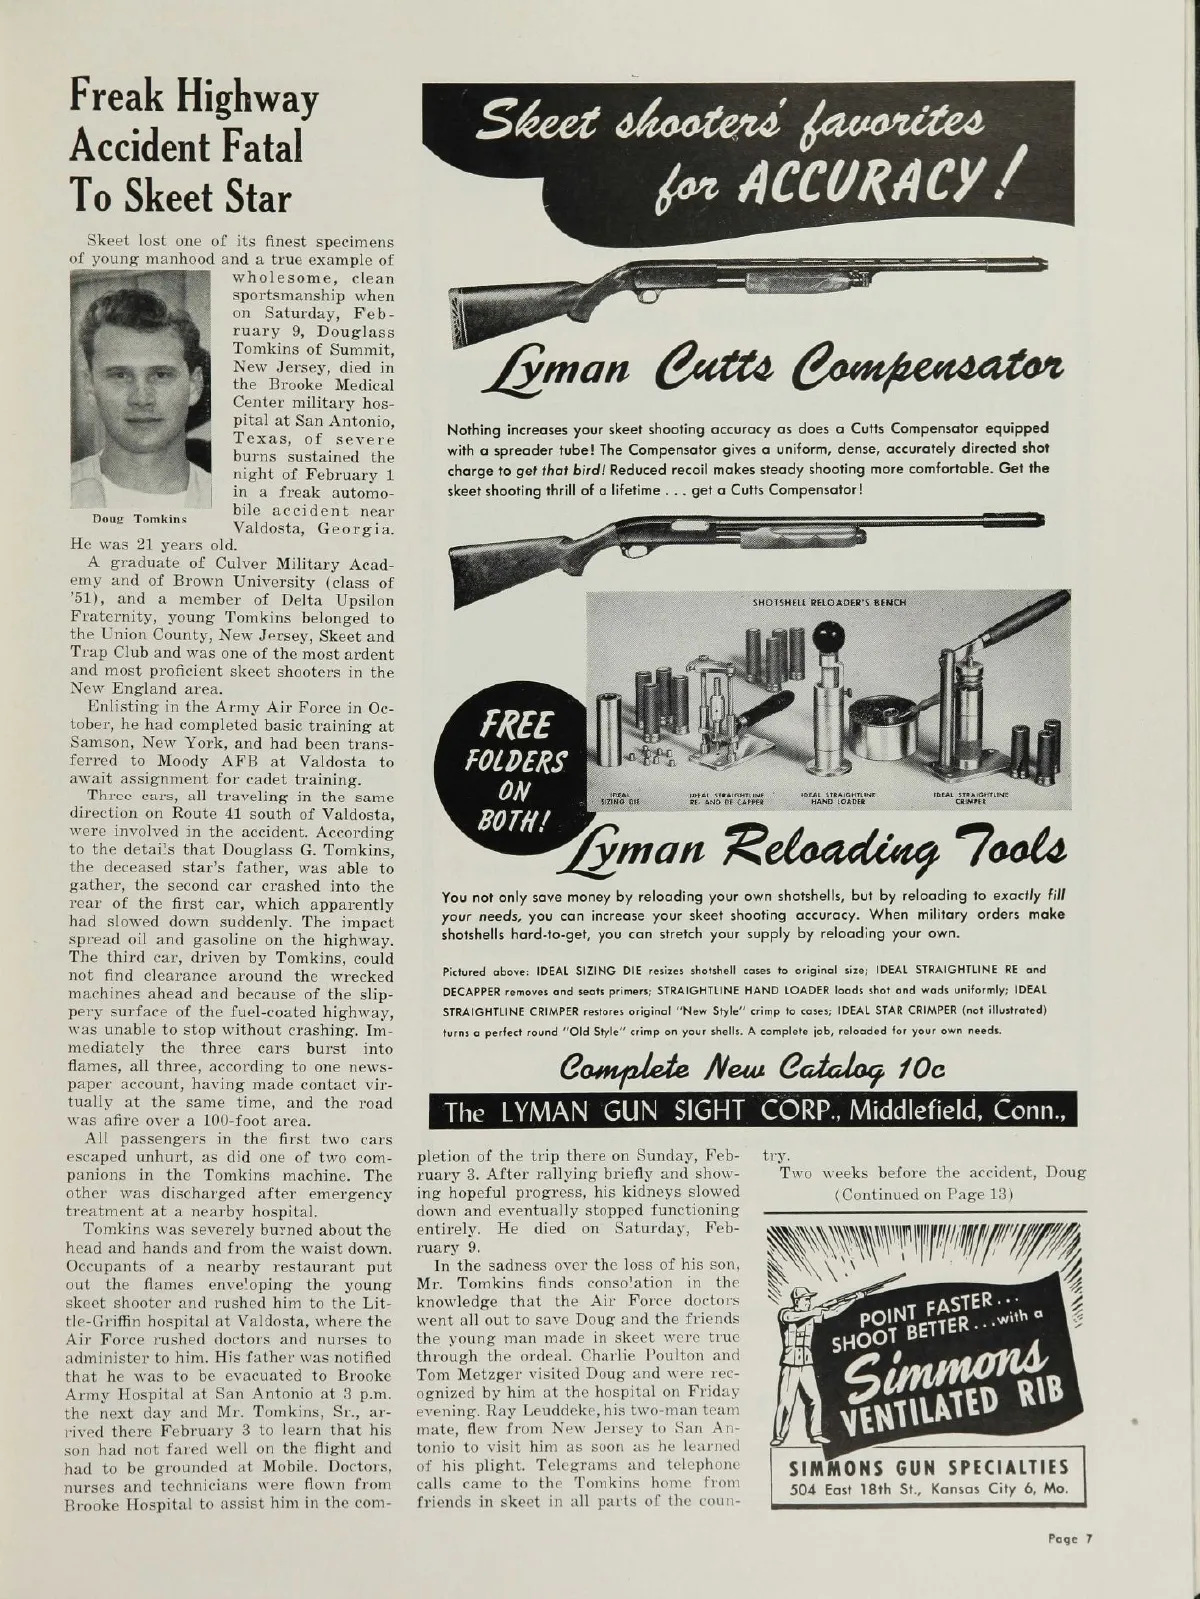 Freak Highway
Accident Fatal
To Skeet Star
Skeet lost one of its finest specimens
of young manhood and a true example of
wholesome, clean
sportsmanship when
on Saturday, Feb-
ruary 9, Douglass
Tomkins of Summit,
New Jersey, died in
the Brooke Medical
Center military hos-
pital at San Antonio,
Texas, of severe
burns sustained the
night of February 1
in a freak automo-
bile accident near
Valdosta, Georgia.
Doug Tomkins
He was 21 years old.
A graduate of Culver Military Acad-
emy and of Brown University (class of
'51), and a member of Delta Upsilon
Fraternity, young Tomkins belonged to
the Union County, New Jersey, Skeet and
Trap Club and was one of the most ardent
and most proficient skeet shooters in the
New England area.
Enlisting in the Army Air Force in Oc-
tober, he had completed basic training at
Samson, New York, and had been trans-
ferred to Moody AFB at Valdosta to
await assignment for cadet training.
Three cars, all traveling in the same
direction on Route 41 south of Valdosta,
were involved in the accident. According
to the details that Douglass G. Tomkins,
the deceased star's father, was able to
gather, the second car crashed into the
rear of the first car, which apparently
had slowed down suddenly. The impact
spread oil and gasoline on the highway.
The third car, driven by Tomkins, could
not find clearance around the wrecked
machines ahead and because of the slip-
pery surface of the fuel-coated highway,
was unable to stop without crashing. Im-
mediately the three cars burst into
flames, all three, according to one news-
paper account, having made contact vir-
tually at the same time, and the road
was afire over a 100-foot area.
All passengers in the first two cars
escaped unhurt, as did one of two com-
panions in the Tomkins machine. The
other was discharged after emergency
treatment at a nearby hospital.
Tomkins was severely burned about the
head and hands and from the waist down.
Occupants of a nearby restaurant put
out the flames enveloping the young
skeet shooter and rushed him to the Lit-
tle-Griffin hospital at Valdosta, where the
Air Force rushed doctors and nurses to
administer to him. His father was notified
that he was to be evacuated to Brooke
Army Hospital at San Antonio at 3 p.m.
the next day and Mr. Tomkins, Sr., ar-
rived there February 3 to learn that his
son had not fared well on the flight and
had to be grounded at Mobile. Doctors,
nurses and technicians were flown from
Brooke Hospital to assist him in the com-
Skeet shooters' favorites
for ACCURACY!
Lyman Cutts Compensator
Nothing increases your skeet shooting accuracy as does a Cutts Compensator equipped
with a spreader tube! The Compensator gives a uniform, dense, accurately directed shot
charge to get that bird! Reduced recoil makes steady shooting more comfortable. Get the
skeet shooting thrill of a lifetime . . . get a Cutts Compensator!
SHOTSHELL RELOADER'S BENCH
FREE
FOLDERS
ON
BOTH!
IDEAL
SIZING DIE
IDEAL STRAIGHTLINE
RE- AND DE CAPPER
IDEAL STRAIGHTLINE
HAND LOADER
IDEAL STRAIGHTLINE
CRIMPER
Lyman Reloading Tools
You not only save money by reloading your own shotshells, but by reloading to exactly fill
your needs, you can increase your skeet shooting accuracy. When military orders make
shotshells hard-to-get, you can stretch your supply by reloading your own.
Pictured above: IDEAL SIZING DIE resizes shotshell cases to original size; IDEAL STRAIGHTLINE RE and
DECAPPER removes and seats primers; STRAIGHTLINE HAND LOADER loads shot and wads uniformly; IDEAL
STRAIGHTLINE CRIMPER restores original "New Style" crimp to cases; IDEAL STAR CRIMPER (not illustrated)
turns a perfect round "Old Style" crimp on your shells. A complete job, reloaded for your own needs.
Complete New Catalog 10c
The LYMAN GUN SIGHT CORP., Middlefield, Conn.,
pletion of the trip there on Sunday, Feb-
ruary 3. After rallying briefly and show-
ing hopeful progress, his kidneys slowed
down and eventually stopped functioning
entirely. He died on Saturday, Feb-
ruary 9.
In the sadness over the loss of his son,
Mr. Tomkins finds consolation in the
knowledge that the Air Force doctors
went all out to save Doug and the friends
the young man made in skeet were true
through the ordeal. Charlie Poulton and
Tom Metzger visited Doug and were rec-
ognized by him at the hospital on Friday
evening. Ray Leuddeke, his two-man team
mate, flew from New Jersey to San An-
tonio to visit him as soon as he learned
of his plight. Telegrams and telephone
calls came to the Tomkins home from
friends in skeet in all parts of the coun-
try.
Two weeks before the accident, Doug
(Continued on Page 13)
POINT FASTER...
SHOOT BETTER...with a
Simmons
VENTILATED RIB
SIMMONS GUN SPECIALTIES
504 East 18th St., Kansas City 6, Mo.
Page 7